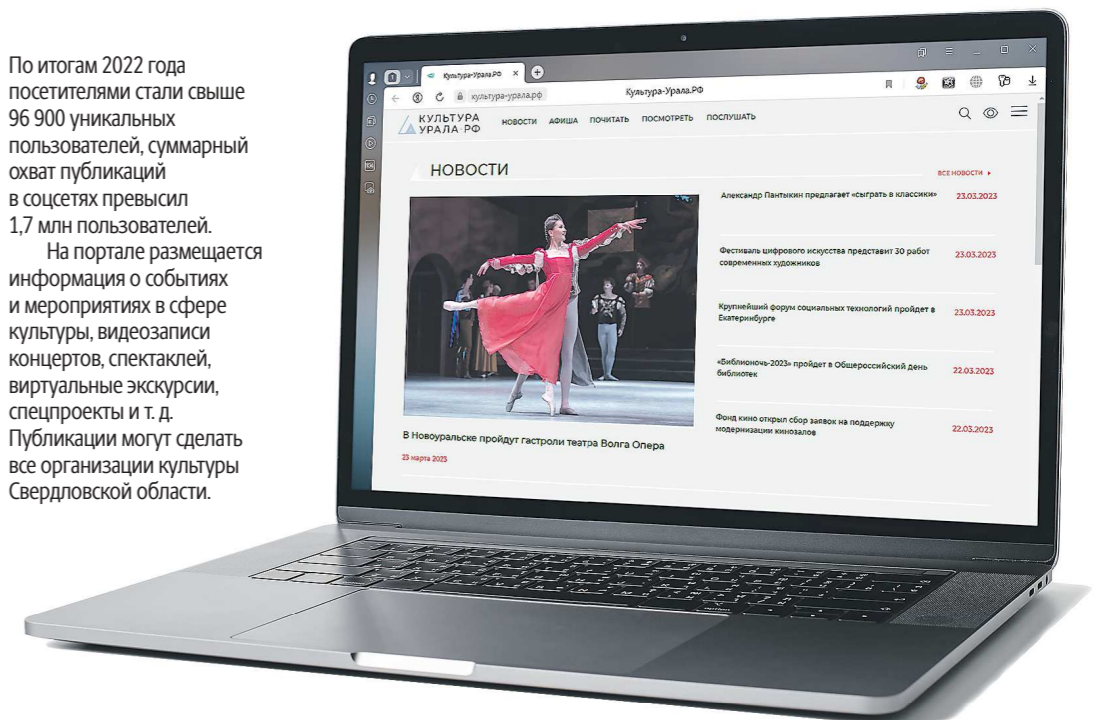 По итогам 2022 года
посетителями стали свыше
96 900 уникальных
пользователей, суммарный
охват публикаций
в соцсетях превысил
1,7 млн пользователей.
На портале размещается
информация о событиях
и мероприятиях в сфере
культуры, видеозаписи
концертов, спектаклей,
виртуальные экскурсии,
спецпроекты и т. д.
Публикации могут сделать
все организации культуры
Свердловской области.
Культура-Урала.РФ
культура-урала.рф
Культура-Урала.РФ
КУЛЬТУРА
УРАЛА.РФ
НОВОСТИ АФИША ПОЧИТАТЬ ПОСМОТРЕТЬ ПОСЛУШАТЬ
НОВОСТИ
ВСЕ НОВОСТИ
В Новоуральске пройдут гастроли театра Волга Опера
23 марта 2023
Александр Пантыкин предлагает «сыграть в классики» 23.03.2023
Фестиваль цифрового искусства представит 30 работ
современных художников 23.03.2023
Крупнейший форум социальных технологий пройдет в
Екатеринбурге 23.03.2023
«Библионочь-2023» пройдет в Общероссийский день
библиотек 22.03.2023
Фонд кино открыл сбор заявок на поддержку
модернизации кинозалов 22.03.2023
option